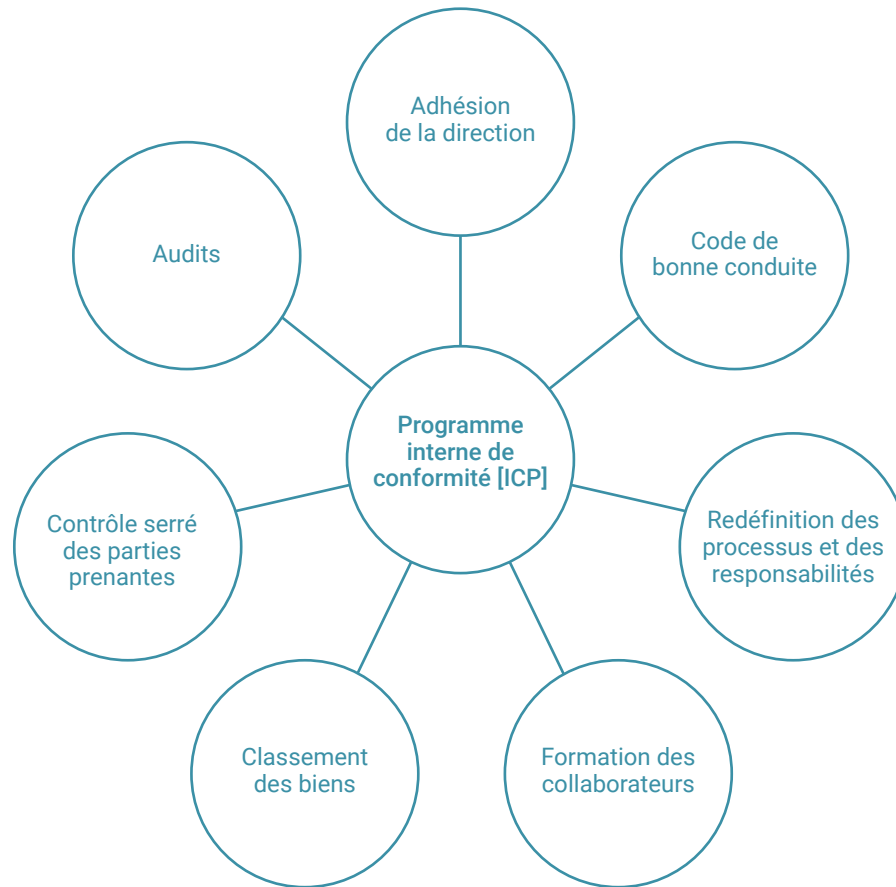 Adhésion
de la direction
Code de
bonne conduite
Redéfinition des
processus et des
responsabilités
Formation des
collaborateurs
Classement
des biens
Contrôle serré
des parties
prenantes
Audits
Programme
interne de
conformité [ICP]